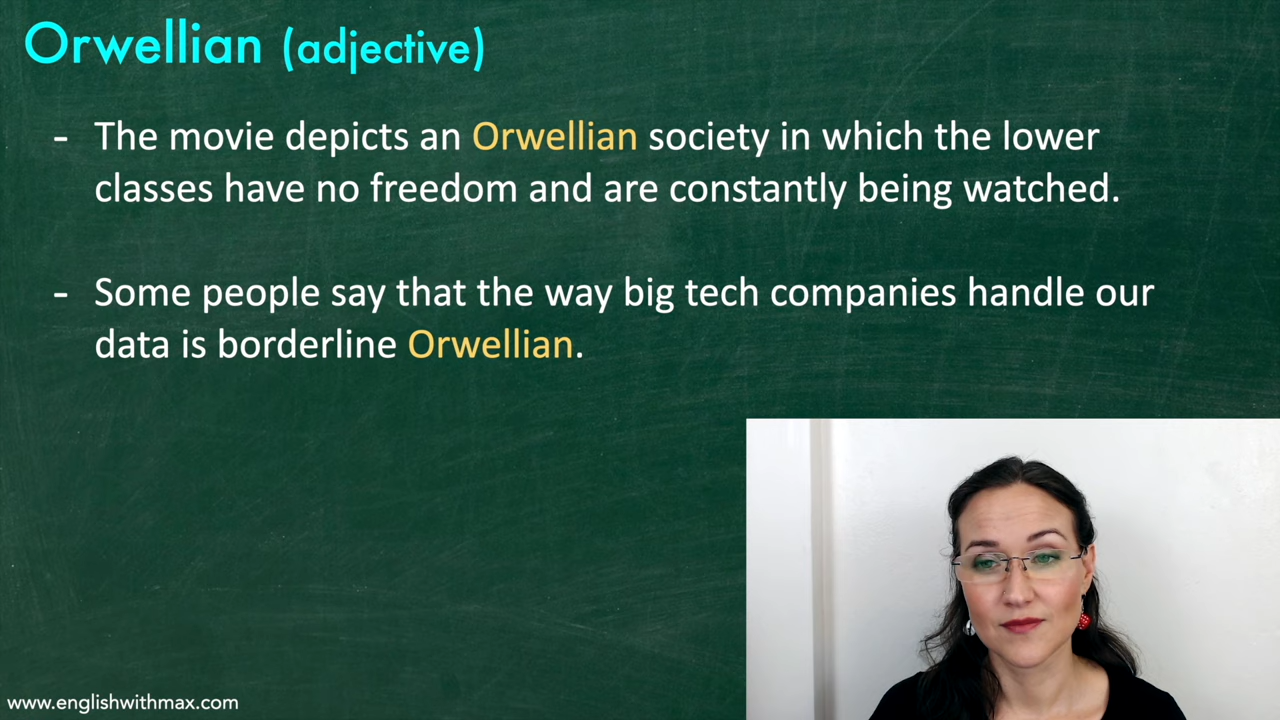 Orwellian (adjective)
- The movie depicts an Orwellian society in which the lower
classes have no freedom and are constantly being watched.
- Some people say that the way big tech companies handle our
data is borderline Orwellian.
www.englishwithmax.com